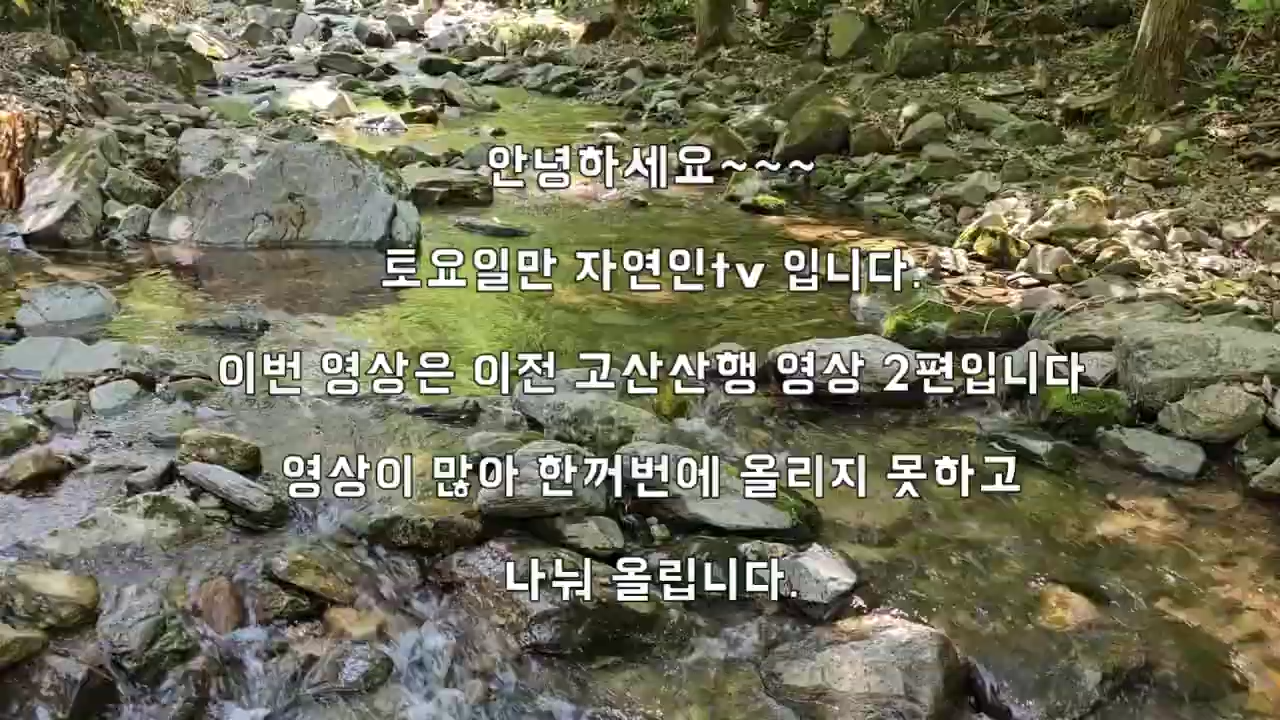 안녕하세요~~~
토요일만 자연인tv 입니다.
이번 영상은 이전 고산산행 영상 2편입니다
영상이 많아 한꺼번에 올리지 못하고
나눠 올립니다.